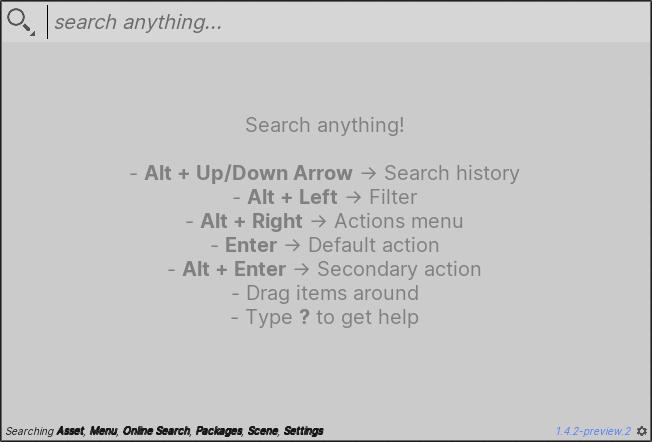 search anything...
Search anything!
- Alt + Up/Down Arrow → Search history
- Alt + Left → Filter
- Alt + Right → Actions menu
- Enter → Default action
- Alt + Enter → Secondary action
- Drag items around
- Type ? to get help
Searching Asset, Menu, Online Search, Packages, Scene, Settings
1.4.2-preview.2